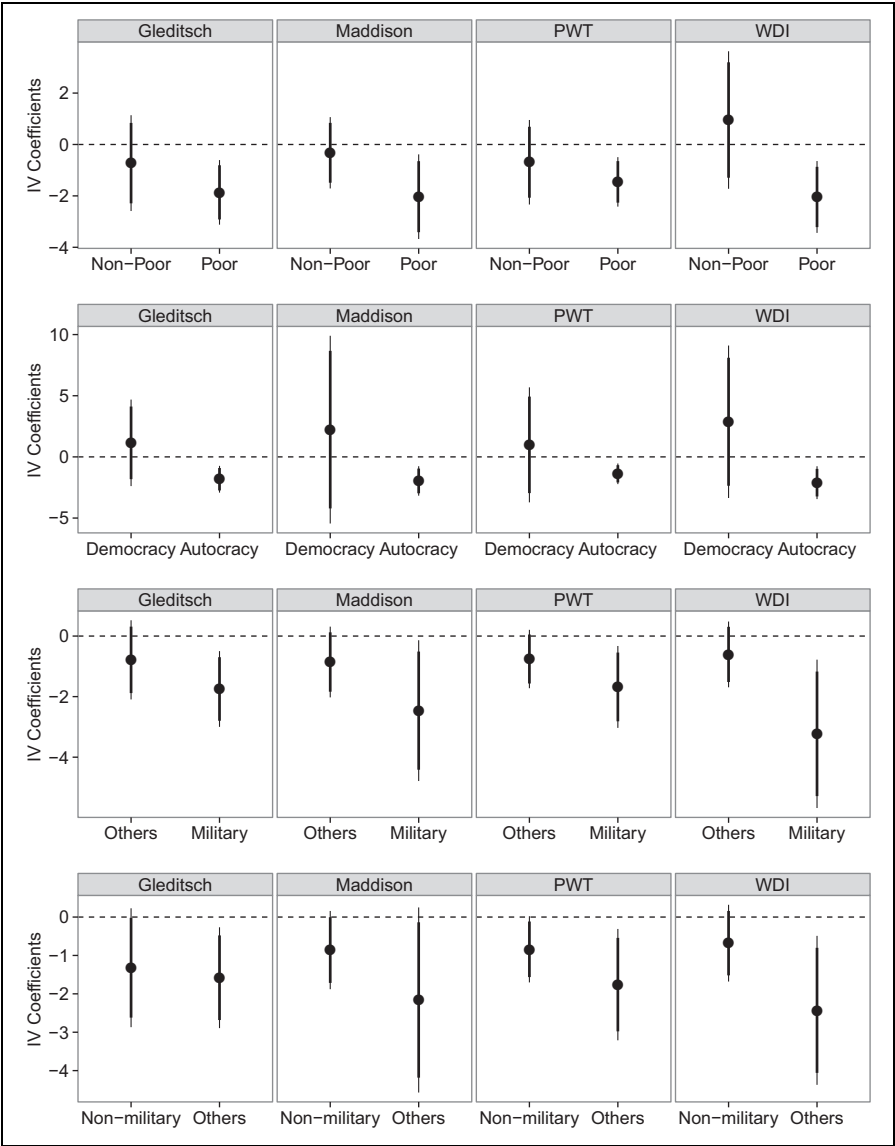 Gleditsch Maddison PWT WDI
IV Coefficients
2
0
−2
−4
Non−Poor Poor Non−Poor Poor Non−Poor Poor Non−Poor Poor
Gleditsch Maddison PWT WDI
IV Coefficients
10
5
0
−5
Democracy Autocracy Democracy Autocracy Democracy Autocracy Democracy Autocracy
Gleditsch Maddison PWT WDI
IV Coefficients
0
−2
−4
Others Military Others Military Others Military Others Military
Gleditsch Maddison PWT WDI
IV Coefficients
0
−1
−2
−3
−4
Non−military Others Non−military Others Non−military Others Non−military Others